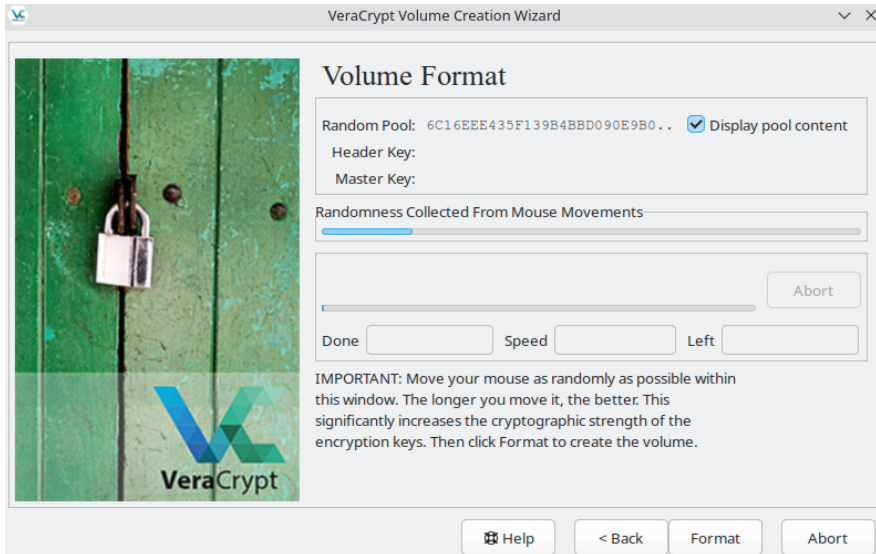 VeraCrypt Volume Creation Wizard
Volume Format
Random Pool: 6C16EEE435F139B4BBD090E9B0.. Display pool content
Header Key:
Master Key:
Randomness Collected From Mouse Movements
Abort
Done Speed Left
IMPORTANT: Move your mouse as randomly as possible within
this window. The longer you move it, the better. This
significantly increases the cryptographic strength of the
encryption keys. Then click Format to create the volume.
VeraCrypt
Help < Back Format Abort